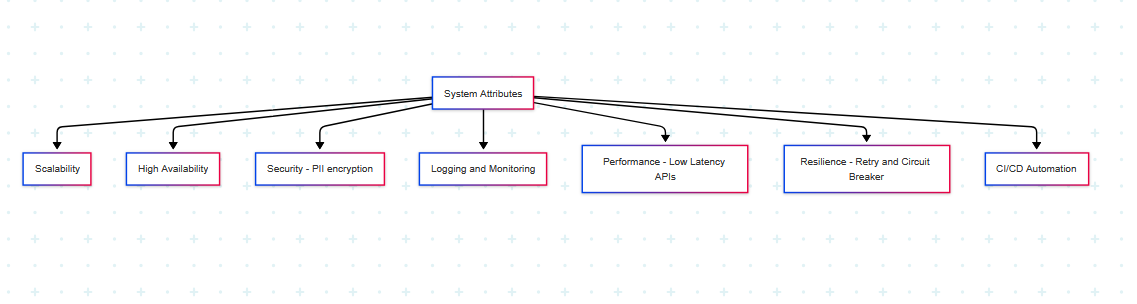 System Attributes
Scalability
High Availability
Security - PII encryption
Logging and Monitoring
Performance - Low Latency
APIs
Resilience - Retry and Circuit
Breaker
CI/CD Automation